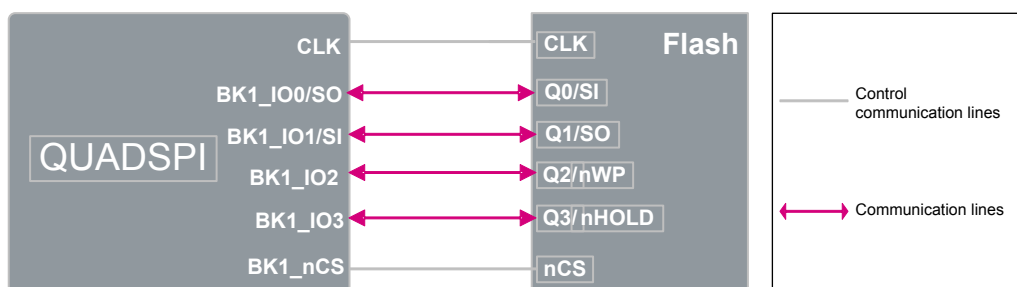 CLK
CLK
Flash
BK1_IO0/SO
Q0/SI
BK1_IO1/SI
Q1/SO
QUADSPI
BK1_IO2
Q2/nWP
BK1_IO3
Q3/ nHOLD
BK1_nCS
nCS
Control
communication lines
Communication lines